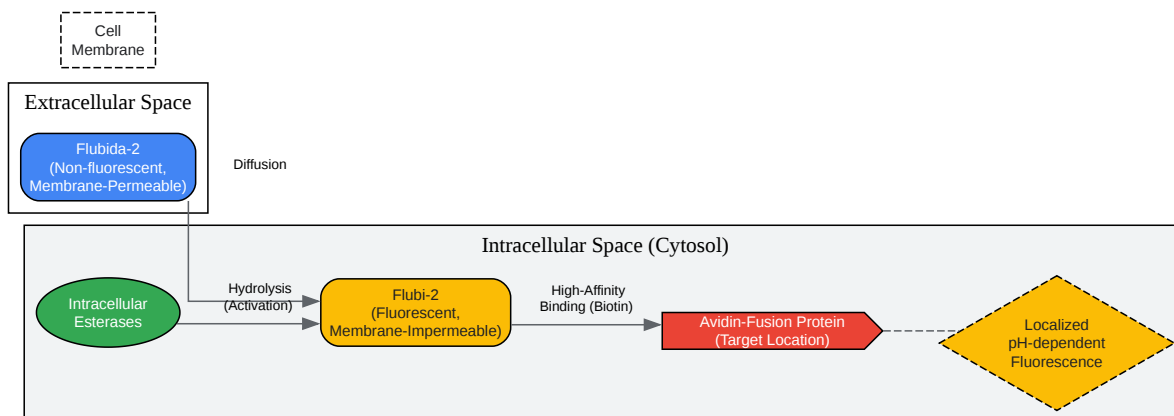 Cell
Membrane
Extracellular Space
Flubida-2
(Non-fluorescent,
Membrane-Permeable)
Diffusion
Intracellular Space (Cytosol)
Intracellular
Esterases
Hydrolysis
(Activation)
Flubi-2
(Fluorescent,
Membrane-Impermeable)
High-Affinity
Binding (Biotin)
Avidin-Fusion Protein
(Target Location)
Localized
pH-dependent
Fluorescence